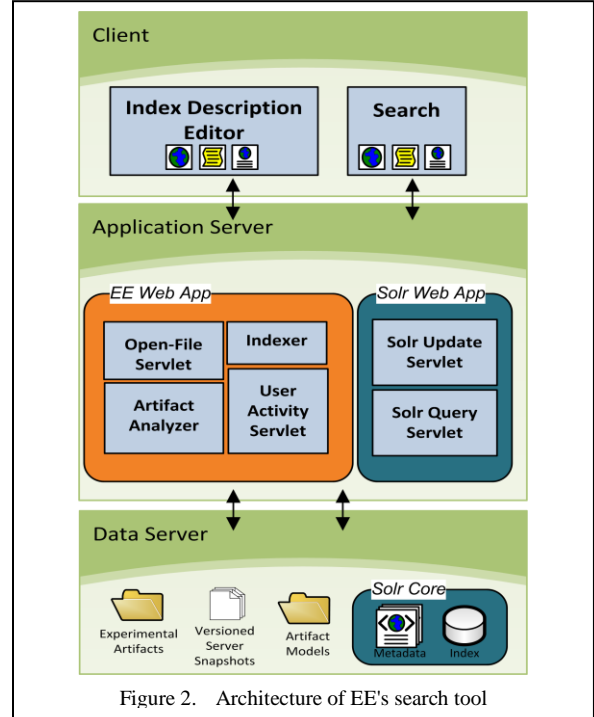 Client
Index Description
Editor
Search
Application Server
EE Web App
Solr Web App
Open-File
Servlet
Indexer
Artifact
Analyzer
User
Activity
Servlet
Solr Update
Servlet
Solr Query
Servlet
Data Server
Experimental
Artifacts
Versioned
Server
Snapshots
Artifact
Models
Solr Core
Metadata
Index
Figure 2. Architecture of EE's search tool